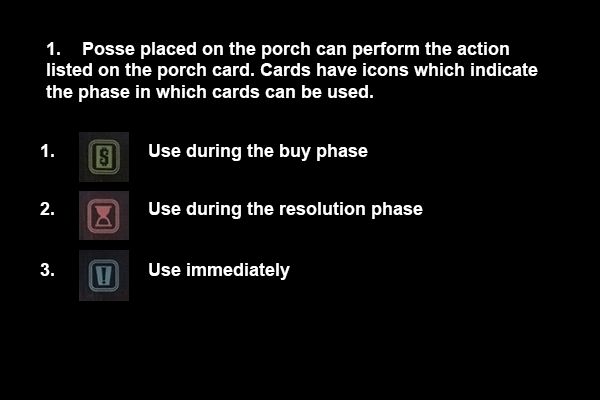 1. Posse placed on the porch can perform the action
listed on the porch card. Cards have icons which indicate
the phase in which cards can be used.
1. $ Use during the buy phase
2. Use during the resolution phase
3. ! Use immediately